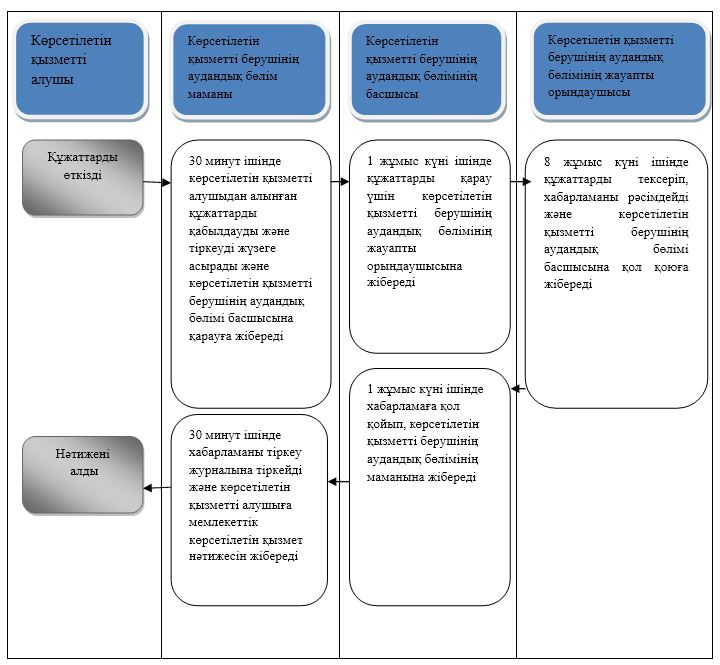 Көрсетілетін
қызметті
алушы
Көрсетілетін
қызметті берушінің
аудандық бөлім
маманы
Көрсетілетін
қызметті берушінің
аудандық бөлімінің
басшысы
Көрсетілетін қызметті
берушінің аудандық
бөлімінің жауапты
орындаушысы
Құжаттарды
өткізді
30 минут ішінде
көрсетілетін қызметті
алушыдан алынған
құжаттарды
қабылдауды және
тіркеуді жүзеге
асырады және
көрсетілетін қызметті
берушінің аудандық
бөлімі басшысына
қарауға жібереді
1 жұмыс күні ішінде
құжаттарды қарау
үшін көрсетілетін
қызметті берушінің
аудандық бөлімінің
жауапты
орындаушысына
жібереді
8 жұмыс күні ішінде
құжаттарды тексеріп,
хабарламаны рәсімдейді
және көрсетілетін
қызметті берушінің
аудандық бөлімі
басшысына қол қоюға
жібереді
1 жұмыс күні ішінде
хабарламаға қол
қойып, көрсетілетін
қызметті берушінің
аудандық бөлімінің
маманына жібереді
30 минут ішінде
хабарламаны тіркеу
журналына тіркейді
және көрсетілетін
қызметті алушыға
мемлекеттік
көрсетілетін қызмет
нәтижесін жібереді
Нәтижені
алды